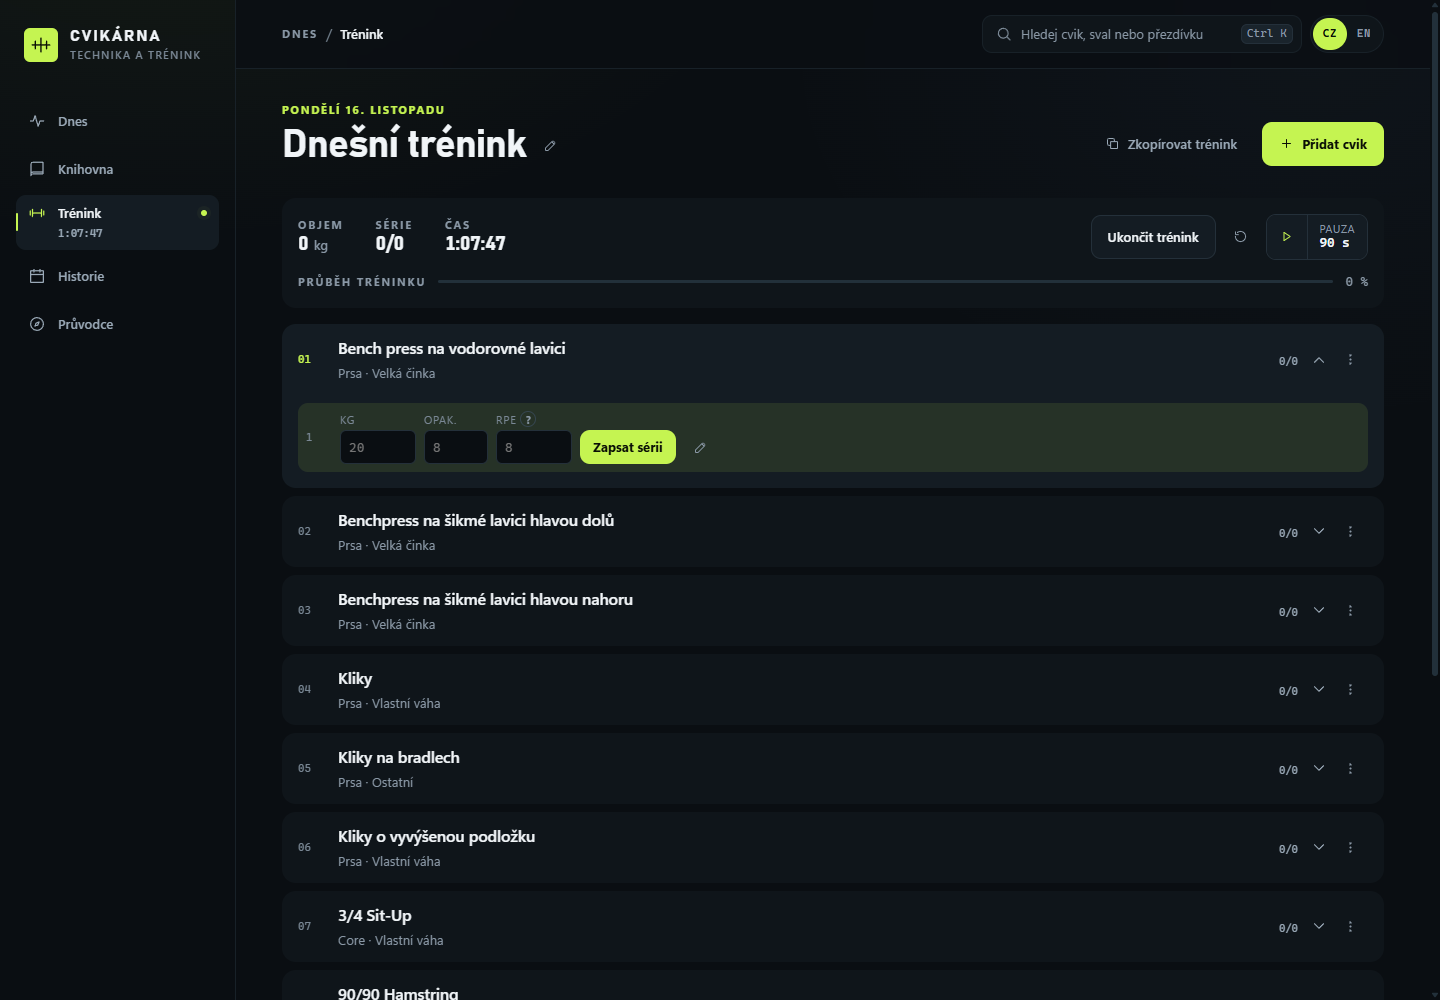 CVIKÁRNA
TECHNIKA A TRÉNINK
Dnes
Knihovna
Trénink
1:07:47
Historie
Průvodce
DNES / Trénink
Hledej cvik, sval nebo přezdívku
Ctrl K
CZ EN
PONDĚLÍ 16. LISTOPADU
Dnešní trénink
Zkopírovat trénink
+ Přidat cvik
OBJEM SÉRIE ČAS
0 kg 0/0 1:07:47
Ukončit trénink
PAUZA
90 s
PRŮBĚH TRÉNINKU 0 %
01
Bench press na vodorovné lavici
Prsa · Velká činka
0/0
KG OPAK. RPE ?
1 20 8 8 Zapsat sérii
02
Benchpress na šikmé lavici hlavou dolů
Prsa · Velká činka
0/0
03
Benchpress na šikmé lavici hlavou nahoru
Prsa · Velká činka
0/0
04
Kliky
Prsa · Vlastní váha
0/0
05
Kliky na bradlech
Prsa · Ostatní
0/0
06
Kliky o vyvýšenou podložku
Prsa · Vlastní váha
0/0
07
3/4 Sit-Up
Core · Vlastní váha
0/0
90/90 Hamstring